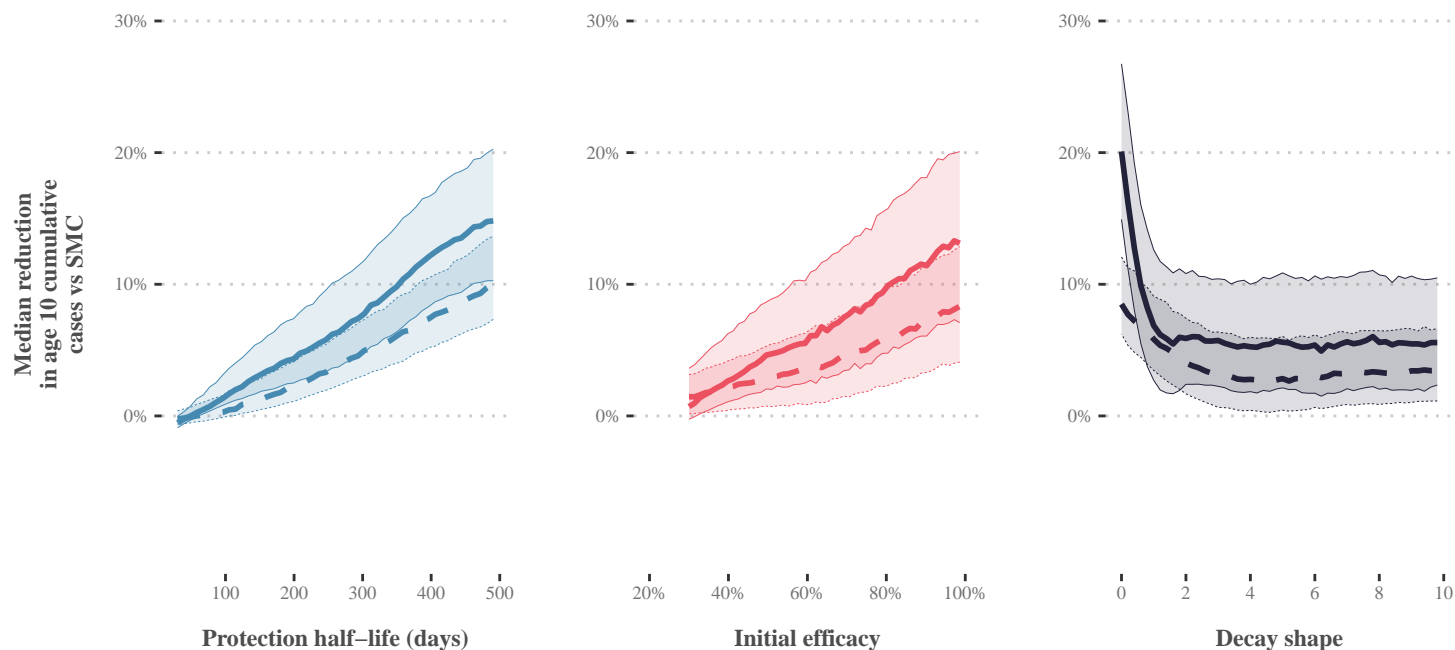 Median reduction
in age 10 cumulative
cases vs SMC
30%
20%
10%
0%
100 200 300 400 500
Protection half−life (days)
30%
20%
10%
0%
20% 40% 60% 80% 100%
Initial efficacy
30%
20%
10%
0%
0 2 4 6 8 10
Decay shape